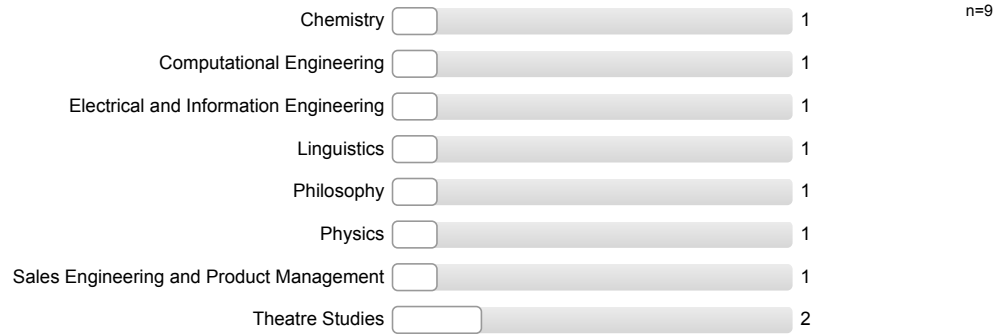 Chemistry 1 n=9
Computational Engineering 1
Electrical and Information Engineering 1
Linguistics 1
Philosophy 1
Physics 1
Sales Engineering and Product Management 1
Theatre Studies 2